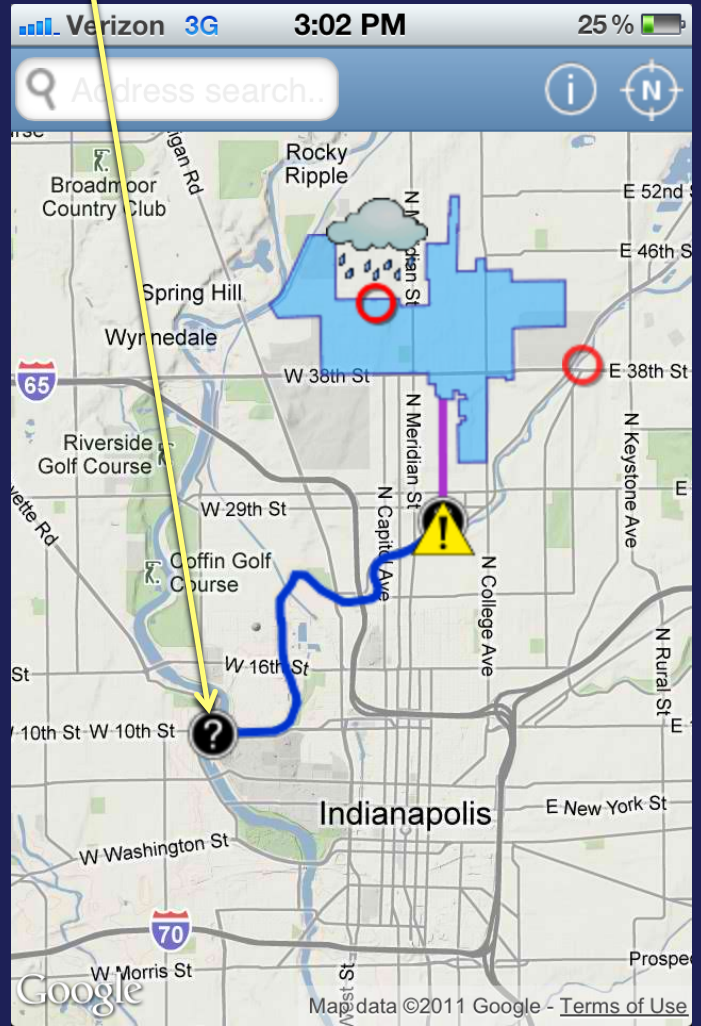 Verizon 3G 3:02 PM 25%
Address search..
i N
Rocky
Ripple
Broadmoor
Country Club
E 52nd
E 46th S
N Meridian St
Spring Hill
Wynnedale
65
W 38th St
E 38th St
N Meridian St
N Keystone Ave
Riverside
Golf Course
N Capitol Ave
E
W 29th St
!
Coffin Golf
Course
N College Ave
N Rural St
W 16th St
St
?
10th St W 10th St
E
Indianapolis
E New York St
W Washington St
70
W Morris St
Google
Map data ©2011 Google - Terms of Use